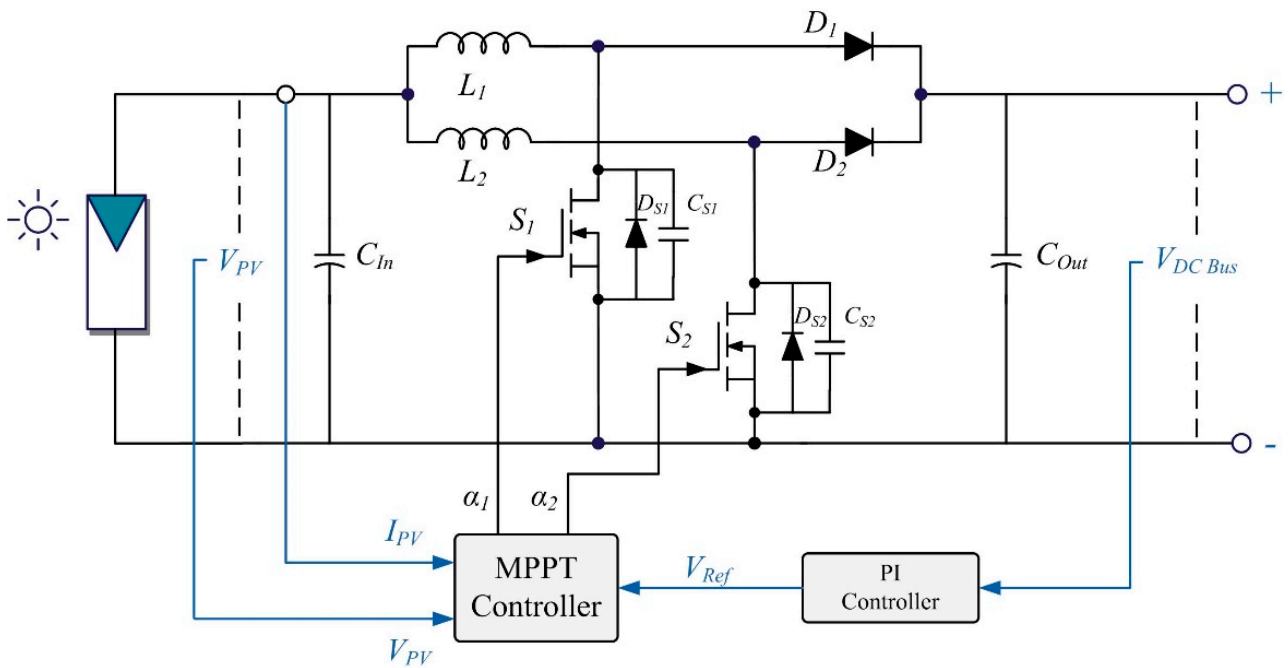 D1
L1
L2
D2
+
S1
DS1
CS1
VPV
CIn
COut
VDC Bus
S2
DS2
CS2
-
α1
α2
IPV
MPPT
Controller
VRef
PI
Controller
VPV